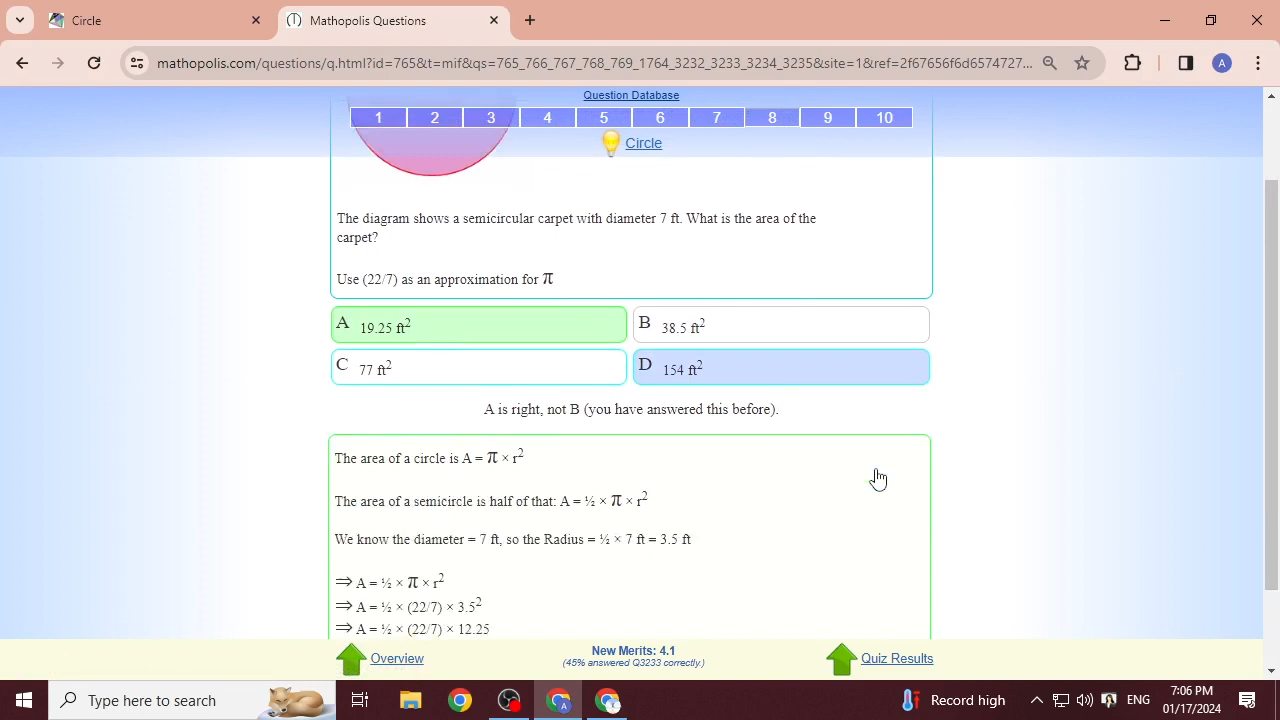 Circle
Mathopolis Questions
mathopolis.com/questions/q.html?id=765&t=mif&qs=765_766_767_768_769_1764_3232_3233_3234_3235&site=1&ref=2f67656f6d6574727...
A
Question Database
1 2 3 4 5 6 7 8 9 10
Circle
The diagram shows a semicircular carpet with diameter 7 ft. What is the area of the
carpet?
Use (22/7) as an approximation for π
A 19.25 ft²
B 38.5 ft²
C 77 ft²
D 154 ft²
A is right, not B (you have answered this before).
The area of a circle is A = π × r²
The area of a semicircle is half of that: A = ½ × π × r²
We know the diameter = 7 ft, so the Radius = ½ × 7 ft = 3.5 ft
⇒ A = ½ × π × r²
⇒ A = ½ × (22/7) × 3.5²
⇒ A = ½ × (22/7) × 12.25
Overview
New Merits: 4.1
(45% answered Q3233 correctly.)
Quiz Results
Type here to search
Record high
ENG
7:06 PM
01/17/2024